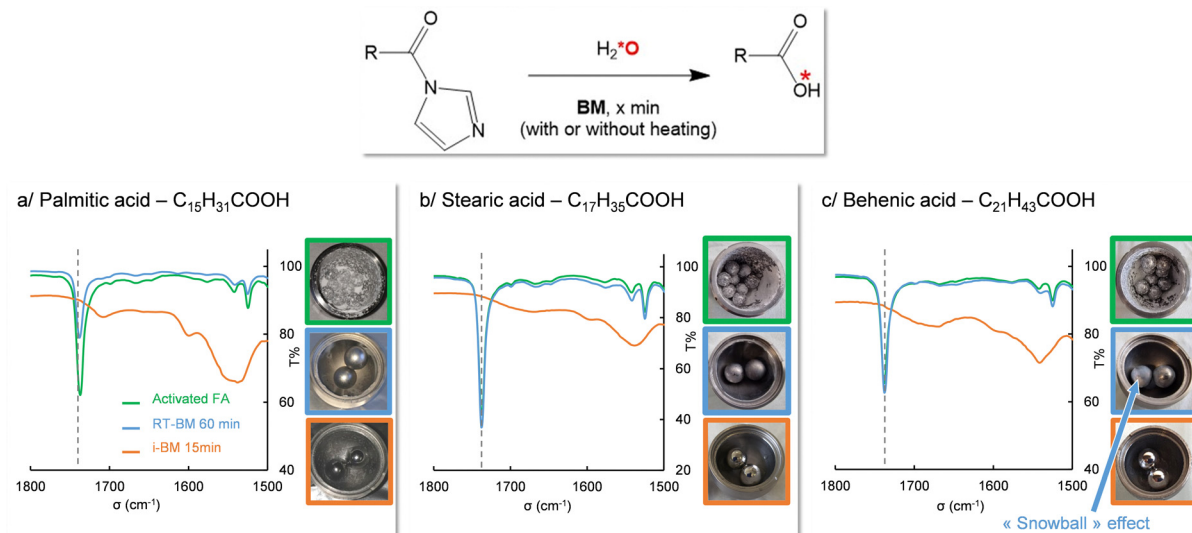 O
R
N
N
H₂*O
BM, x min
(with or without heating)
O
R
*
OH
a/ Palmitic acid – C₁₅H₃₁COOH
100
80
60
40
T%
Activated FA
RT-BM 60 min
i-BM 15min
1800
1700
1600
1500
σ (cm⁻¹)
b/ Stearic acid – C₁₇H₃₅COOH
100
80
60
40
20
T%
1800
1700
1600
1500
σ (cm⁻¹)
c/ Behenic acid – C₂₁H₄₃COOH
100
80
60
40
T%
1800
1700
1600
1500
σ (cm⁻¹)
« Snowball » effect